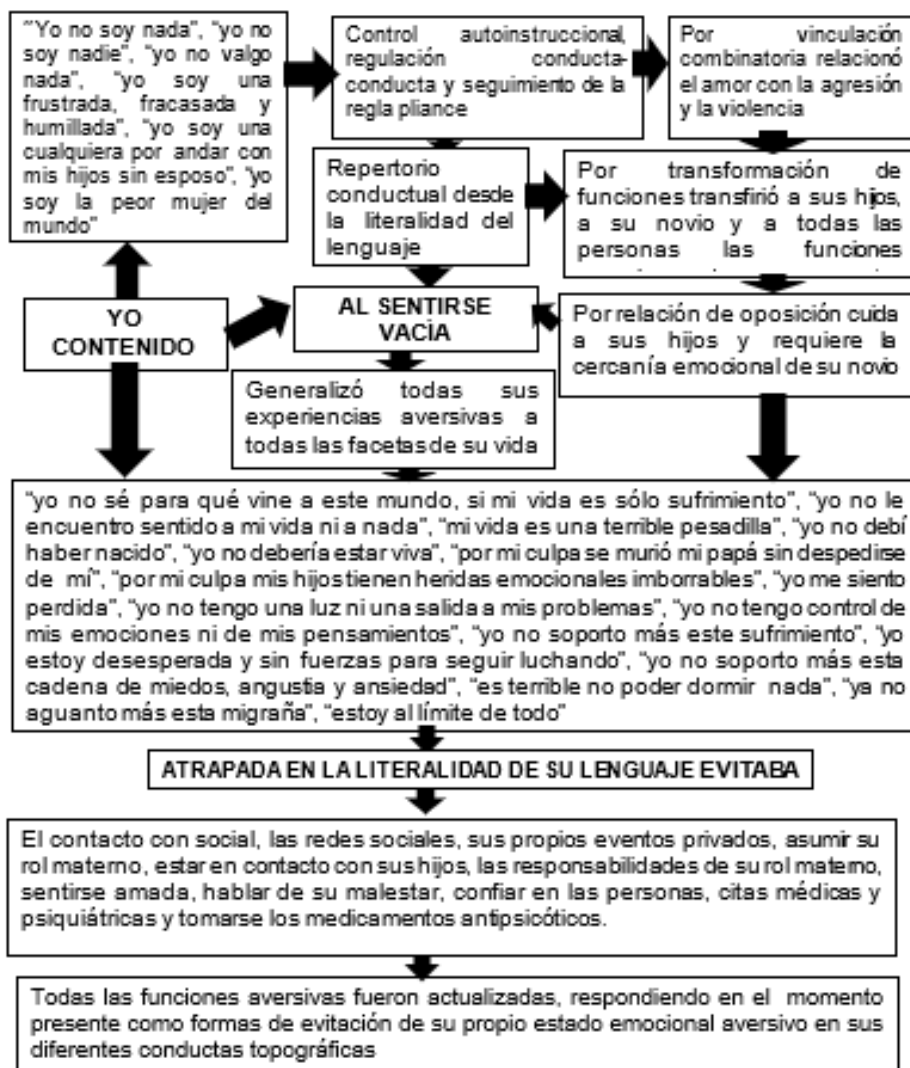 “Yo no soy nada”, “yo no
soy nadie”, “yo no valgo
nada”, “yo soy una
frustrada, fracasada y
humillada”, “yo soy una
cualquiera por andar con
mis hijos sin esposo”, “yo
soy la peor mujer del
mundo”
Control autoinstruccional,
regulación conducta-
conducta y seguimiento de la
regla pliance
Por vinculación
combinatoria relacionó
el amor con la agresión
y la violencia
Repertorio
conductual desde
la literalidad del
lenguaje
Por transformación de
funciones transfirió a sus hijos,
a su novio y a todas las
personas las funciones
YO
CONTENIDO
AL SENTIRSE
VACÍA
Por relación de oposición cuida
a sus hijos y requiere la
cercanía emocional de su novio
Generalizó todas sus
experiencias aversivas a
todas las facetas de su vida
“yo no sé para qué vine a este mundo, si mi vida es sólo sufrimiento”, “yo no le
encuentro sentido a mi vida ni a nada”, “mi vida es una terrible pesadilla”, “yo no debí
haber nacido”, “yo no debería estar viva”, “por mi culpa se murió mi papá sin despedirse
de mí”, “por mi culpa mis hijos tienen heridas emocionales imborrables”, “yo me siento
perdida”, “yo no tengo una luz ni una salida a mis problemas”, “yo no tengo control de
mis emociones ni de mis pensamientos”, “yo no soporto más este sufrimiento”, “yo
estoy desesperada y sin fuerzas para seguir luchando”, “yo no soporto más esta
cadena de miedos, angustia y ansiedad”, “es terrible no poder dormir nada”, “ya no
aguanto más esta migraña”, “estoy al límite de todo”
ATRAPADA EN LA LITERALIDAD DE SU LENGUAJE EVITABA
El contacto con social, las redes sociales, sus propios eventos privados, asumir su
rol materno, estar en contacto con sus hijos, las responsabilidades de su rol materno,
sentirse amada, hablar de su malestar, confiar en las personas, citas médicas y
psiquiátricas y tomarse los medicamentos antipsicóticos.
Todas las funciones aversivas fueron actualizadas, respondiendo en el momento
presente como formas de evitación de su propio estado emocional aversivo en sus
diferentes conductas topográficas